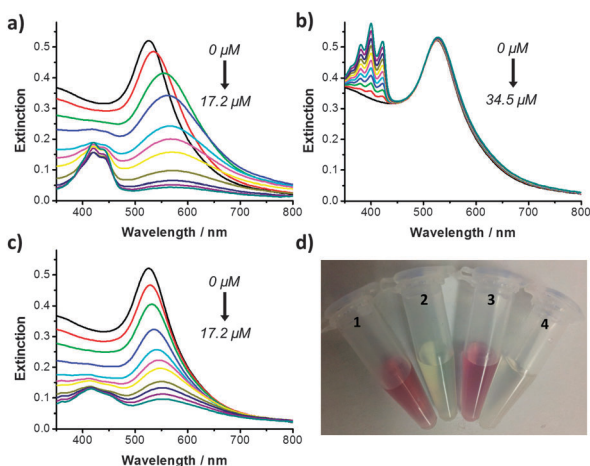 a)
0 µM
17.2 µM
Extinction
0.5
0.4
0.3
0.2
0.1
0.0
400 500 600 700 800
Wavelength / nm
b)
0 µM
34.5 µM
Extinction
0.5
0.4
0.3
0.2
0.1
0.0
400 500 600 700 800
Wavelength / nm
c)
0 µM
17.2 µM
Extinction
0.5
0.4
0.3
0.2
0.1
0.0
400 500 600 700 800
Wavelength / nm
d)
1 2 3 4